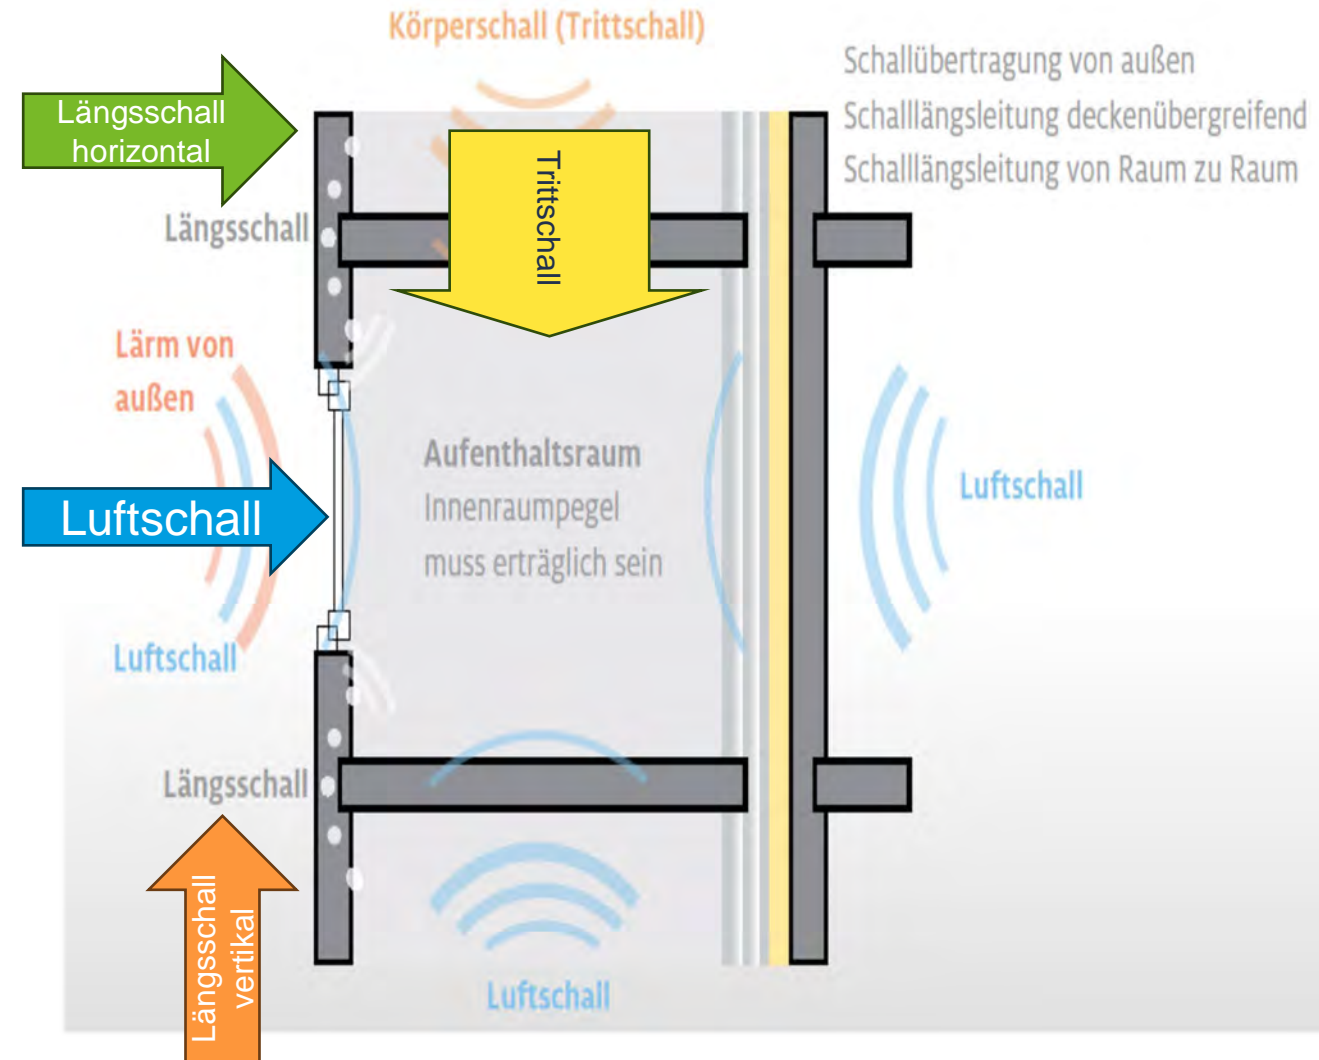 Körperschall (Trittschall)
Schallübertragung von außen
Schalllängsleitung deckenübergreifend
Schalllängsleitung von Raum zu Raum
Längsschall
horizontal
Trittschall
Längsschall
Lärm von
außen
Aufenthaltsraum
Innenraumpegel
muss erträglich sein
Luftschall
Luftschall
Luftschall
Längsschall
Längsschall
vertikal
Luftschall